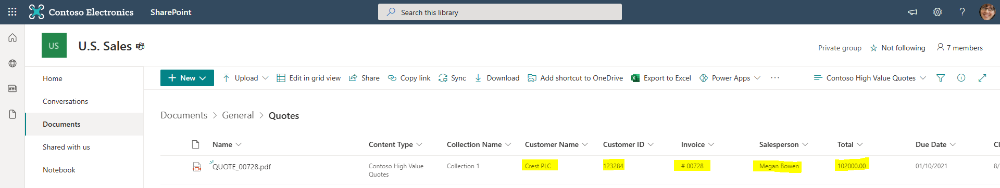 Contoso Electronics SharePoint Search this library
US U.S. Sales
Private group Not following 7 members
Home
Conversations
Documents
Shared with us
Notebook
New Upload Edit in grid view Share Copy link Sync Download Add shortcut to OneDrive Export to Excel Power Apps ··· Contoso High Value Quotes
Documents > General > Quotes
Name Content Type Collection Name Customer Name Customer ID Invoice Salesperson Total Due Date Cl
QUOTE_00728.pdf Contoso High Value Collection 1 Crest PLC 123284 # 00728 Megan Bowen 102000.00 01/10/2021 8/
Quotes